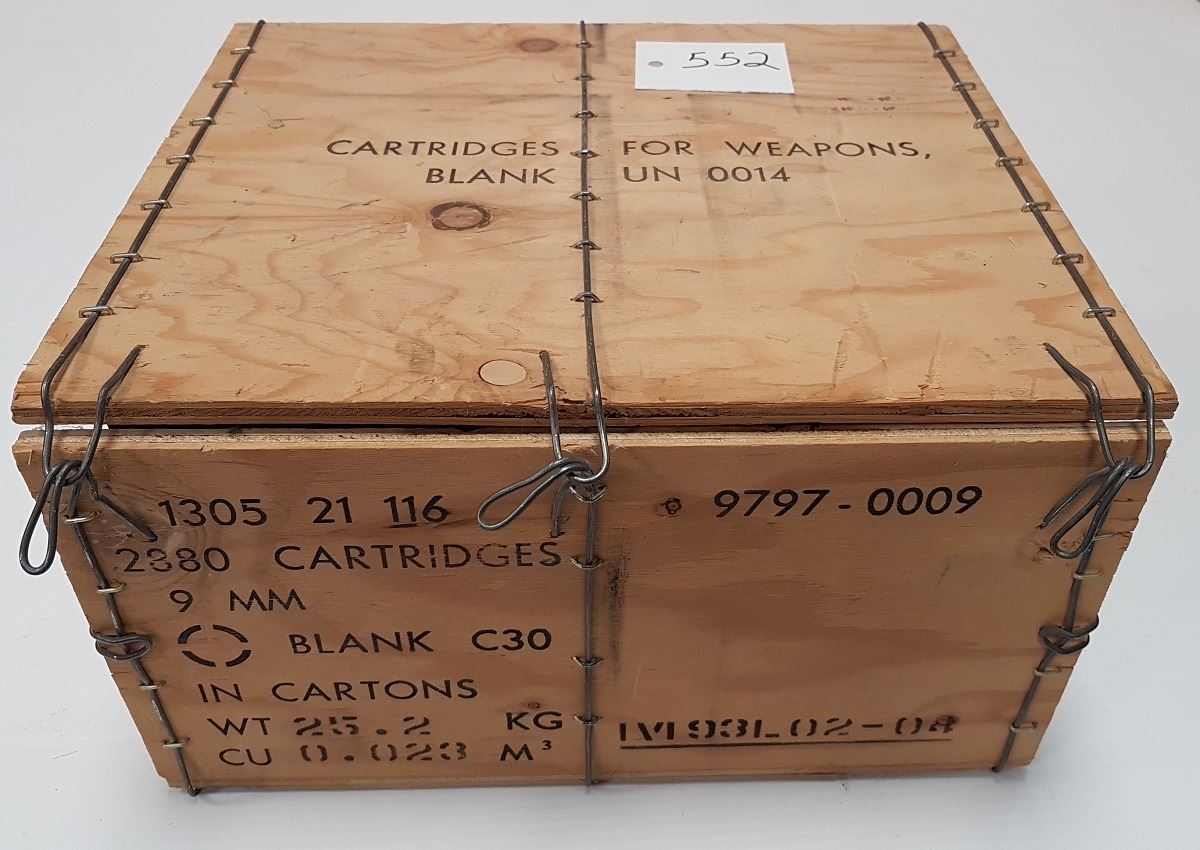 552
CARTRIDGES FOR WEAPONS,
BLANK UN 0014
1305 21 116 9797-0009
2880 CARTRIDGES
9 MM
BLANK C30
IN CARTONS
WT 25.2 KG
CU 0.023 M³
IVI93L02-04